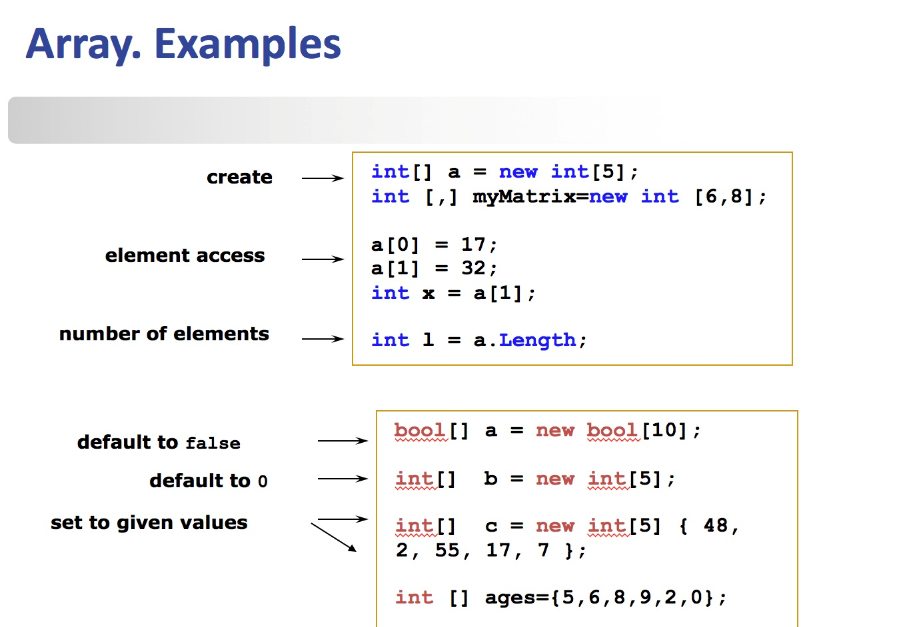 Array. Examples
create
int[] a = new int[5];
int [,] myMatrix=new int [6,8];
element access
a[0] = 17;
a[1] = 32;
int x = a[1];
number of elements
int l = a.Length;
default to false
bool[] a = new bool[10];
default to 0
int[] b = new int[5];
set to given values
int[] c = new int[5] { 48,
2, 55, 17, 7 };
int [] ages={5,6,8,9,2,0};